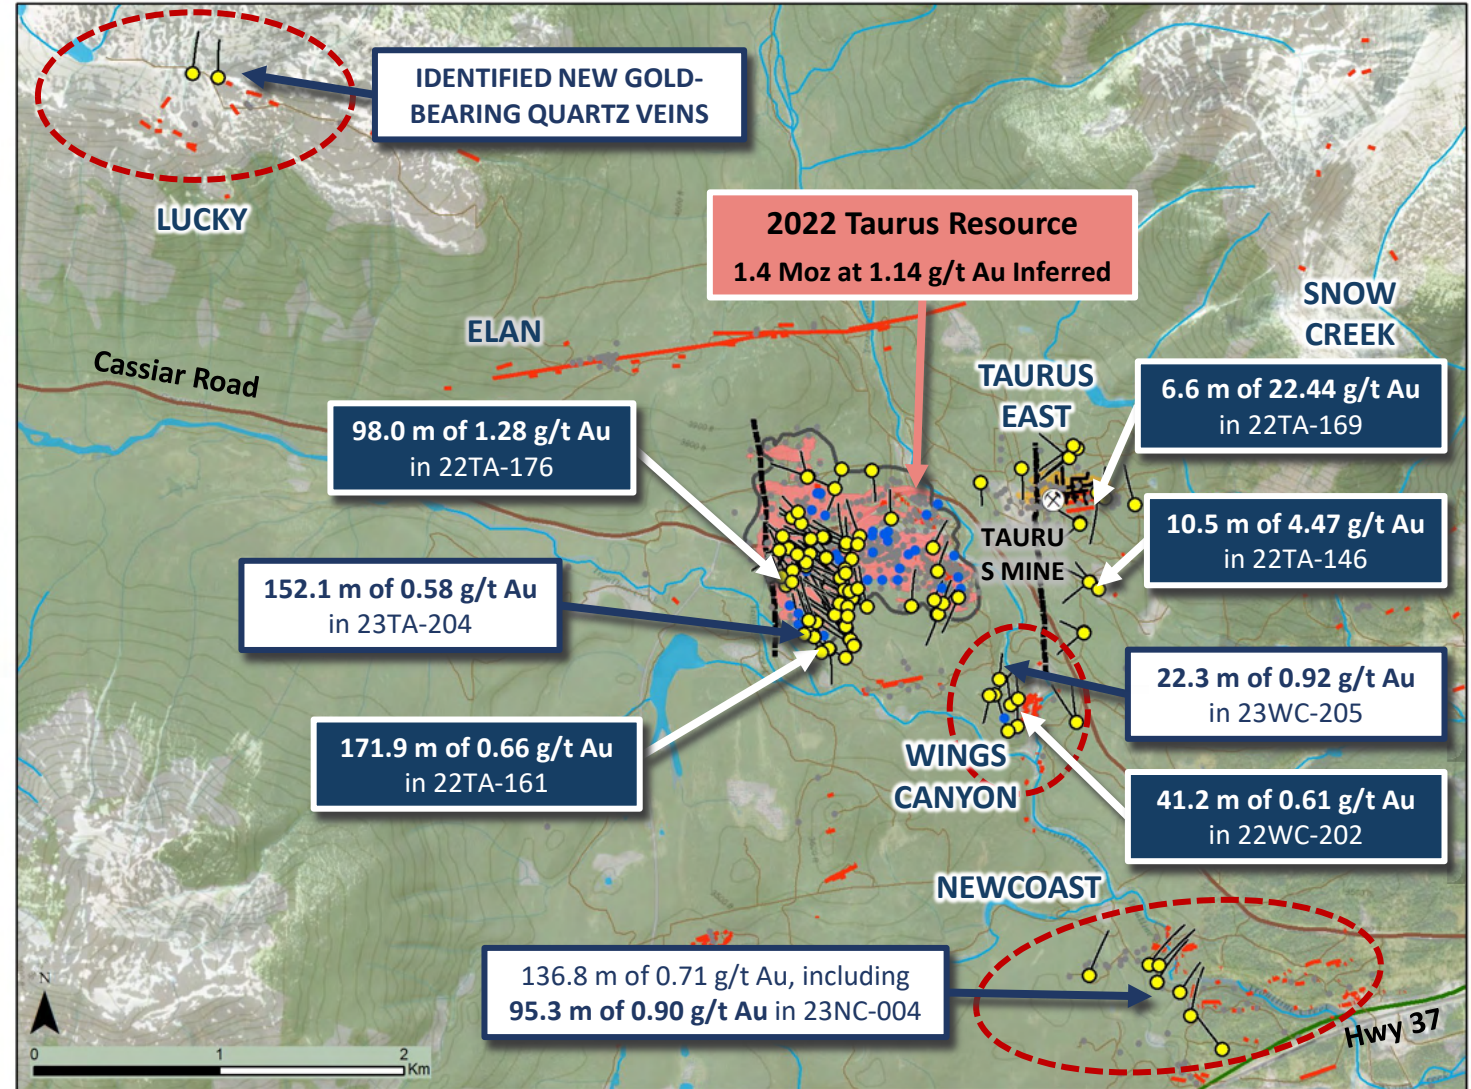 IDENTIFIED NEW GOLD-
BEARING QUARTZ VEINS
LUCKY
2022 Taurus Resource
1.4 Moz at 1.14 g/t Au Inferred
SNOW
CREEK
ELAN
Cassiar Road
TAURUS
EAST
6.6 m of 22.44 g/t Au
in 22TA-169
98.0 m of 1.28 g/t Au
in 22TA-176
10.5 m of 4.47 g/t Au
in 22TA-146
TAURU
S MINE
152.1 m of 0.58 g/t Au
in 23TA-204
22.3 m of 0.92 g/t Au
in 23WC-205
171.9 m of 0.66 g/t Au
in 22TA-161
WINGS
CANYON
41.2 m of 0.61 g/t Au
in 22WC-202
NEWCOAST
136.8 m of 0.71 g/t Au, including
95.3 m of 0.90 g/t Au in 23NC-004
Hwy 37
N
0 1 2
Km